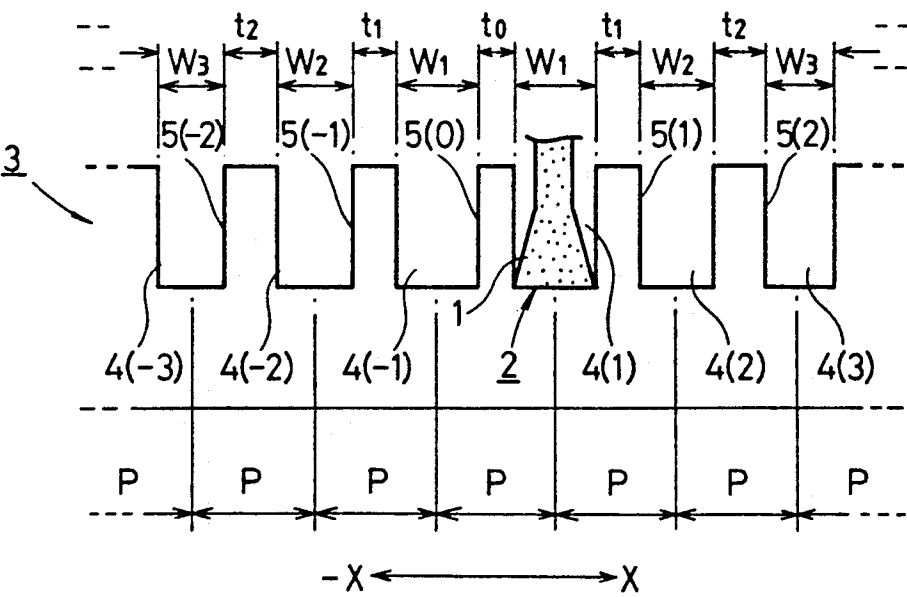 t2 t1 t0 t1 t2
W3 W2 W1 W1 W2 W3
5(-2) 5(-1) 5(0) 5(1) 5(2)
3
1
4(-3) 4(-2) 4(-1) 2 4(1) 4(2) 4(3)
P P P P P P P
-X X